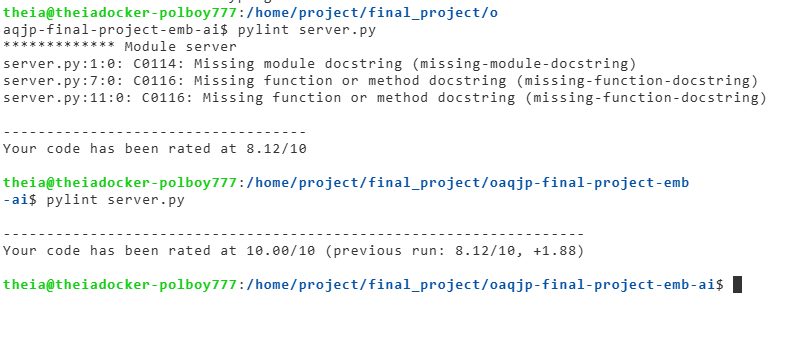 theia@theiadocker-polboy777:/home/project/final_project/o
aqjp-final-project-emb-ai$ pylint server.py
************* Module server
server.py:1:0: C0114: Missing module docstring (missing-module-docstring)
server.py:7:0: C0116: Missing function or method docstring (missing-function-docstring)
server.py:11:0: C0116: Missing function or method docstring (missing-function-docstring)
-----------------------------------
Your code has been rated at 8.12/10
theia@theiadocker-polboy777:/home/project/final_project/oaqjp-final-project-emb
-ai$ pylint server.py
-------------------------------------------------------------------
Your code has been rated at 10.00/10 (previous run: 8.12/10, +1.88)
theia@theiadocker-polboy777:/home/project/final_project/oaqjp-final-project-emb-ai$